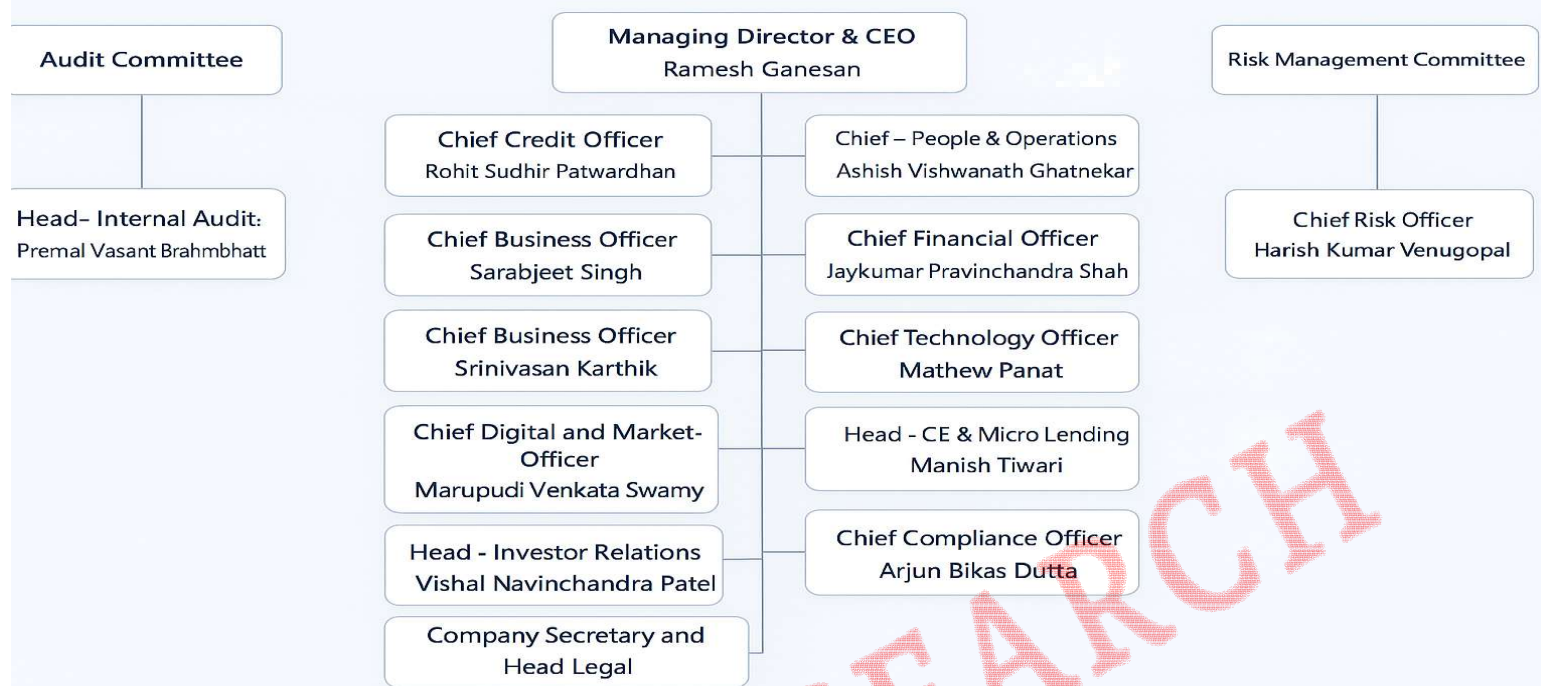 Audit Committee
Head- Internal Audit:
Premal Vasant Brahmbhatt
Managing Director & CEO
Ramesh Ganesan
Chief Credit Officer
Rohit Sudhir Patwardhan
Chief – People & Operations
Ashish Vishwanath Ghatnekar
Chief Business Officer
Sarabjeet Singh
Chief Financial Officer
Jaykumar Pravinchandra Shah
Chief Business Officer
Srinivasan Karthik
Chief Technology Officer
Mathew Panat
Chief Digital and Market-
Officer
Marupudi Venkata Swamy
Head - CE & Micro Lending
Manish Tiwari
Head - Investor Relations
Vishal Navinchandra Patel
Chief Compliance Officer
Arjun Bikas Dutta
Company Secretary and
Head Legal
Risk Management Committee
Chief Risk Officer
Harish Kumar Venugopal